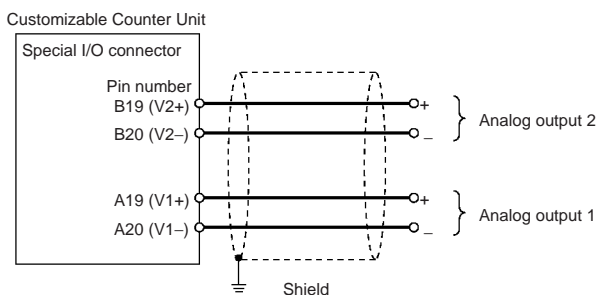 Customizable Counter Unit
Special I/O connector
Pin number
B19 (V2+)
+
B20 (V2−)
−
Analog output 2
A19 (V1+)
+
A20 (V1−)
−
Analog output 1
Shield